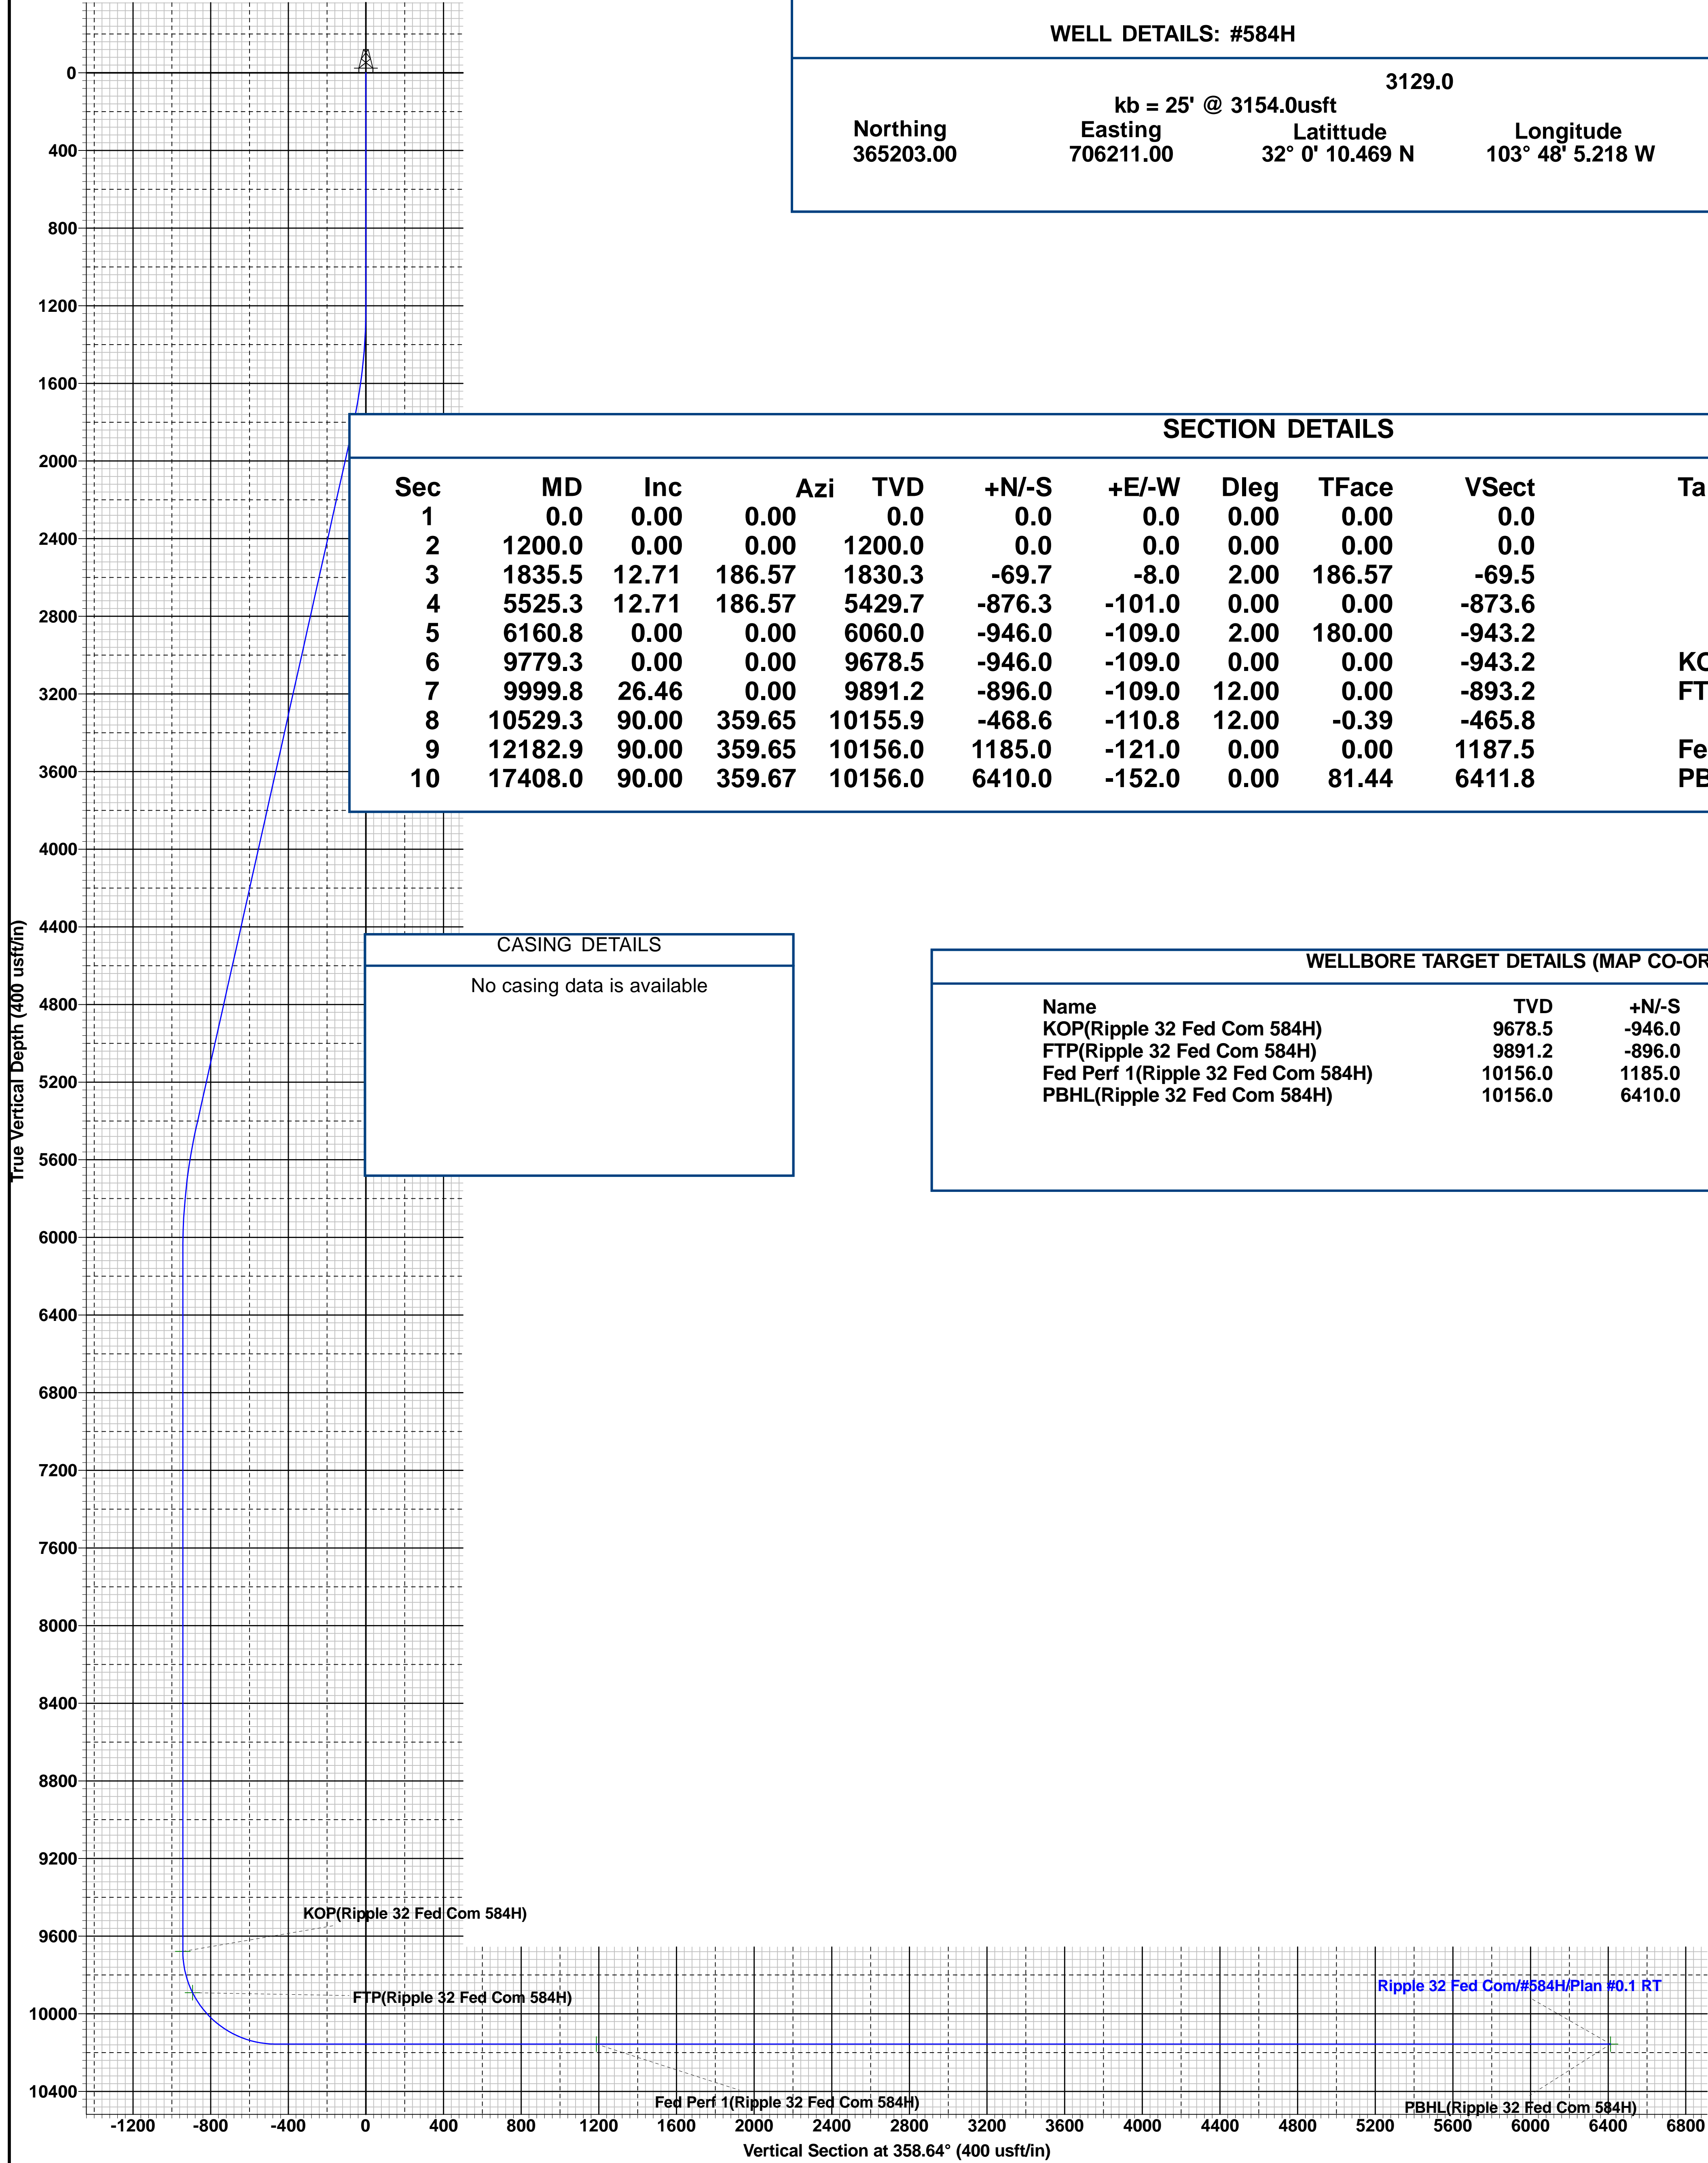 WELL DETAILS: #584H
3129.0
kb = 25' @ 3154.0usft
Northing Easting Latittude Longitude
365203.00 706211.00 32° 0' 10.469 N 103° 48' 5.218 W
0
400
800
1200
1600
2000
2400
2800
3200
3600
4000
4400
4800
5200
5600
6000
6400
6800
7200
7600
8000
8400
8800
9200
9600
10000
10400
True Vertical Depth (400 usft/in)
SECTION DETAILS
Sec MD Inc Azi TVD +N/-S +E/-W Dleg TFace VSect Ta
1 0.0 0.00 0.00 0.0 0.0 0.0 0.00 0.00 0.0
2 1200.0 0.00 0.00 1200.0 0.0 0.0 0.00 0.00 0.0
3 1835.5 12.71 186.57 1830.3 -69.7 -8.0 2.00 186.57 -69.5
4 5525.3 12.71 186.57 5429.7 -876.3 -101.0 0.00 0.00 -873.6
5 6160.8 0.00 0.00 6060.0 -946.0 -109.0 2.00 180.00 -943.2
6 9779.3 0.00 0.00 9678.5 -946.0 -109.0 0.00 0.00 -943.2 KO
7 9999.8 26.46 0.00 9891.2 -896.0 -109.0 12.00 0.00 -893.2 FT
8 10529.3 90.00 359.65 10155.9 -468.6 -110.8 12.00 -0.39 -465.8
9 12182.9 90.00 359.65 10156.0 1185.0 -121.0 0.00 0.00 1187.5 Fe
10 17408.0 90.00 359.67 10156.0 6410.0 -152.0 0.00 81.44 6411.8 PB
CASING DETAILS
No casing data is available
WELLBORE TARGET DETAILS (MAP CO-OR
Name TVD +N/-S
KOP(Ripple 32 Fed Com 584H) 9678.5 -946.0
FTP(Ripple 32 Fed Com 584H) 9891.2 -896.0
Fed Perf 1(Ripple 32 Fed Com 584H) 10156.0 1185.0
PBHL(Ripple 32 Fed Com 584H) 10156.0 6410.0
KOP(Ripple 32 Fed Com 584H)
FTP(Ripple 32 Fed Com 584H)
Ripple 32 Fed Com/#584H/Plan #0.1 RT
Fed Perf 1(Ripple 32 Fed Com 584H)
PBHL(Ripple 32 Fed Com 584H)
-1200 -800 -400 0 400 800 1200 1600 2000 2400 2800 3200 3600 4000 4400 4800 5200 5600 6000 6400 6800
Vertical Section at 358.64° (400 usft/in)